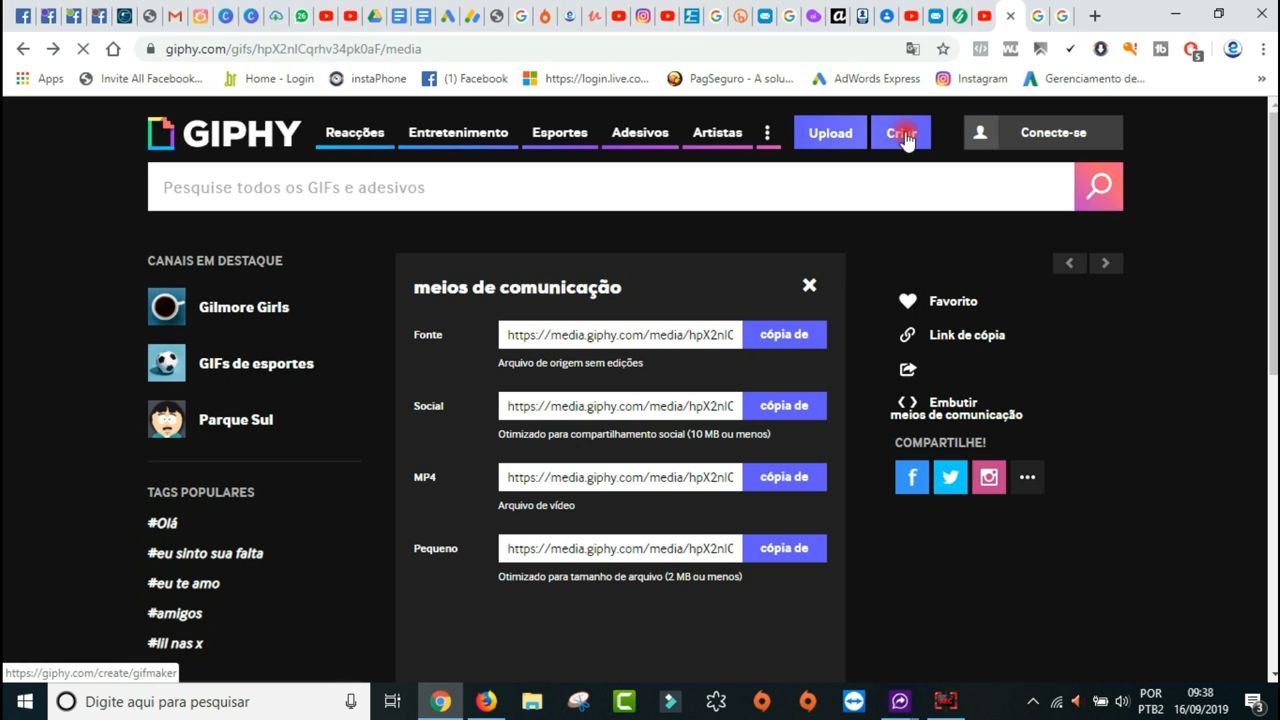 26
giphy.com/gifs/hpX2nICqrhv34pk0aF/media
5
Apps
Invite All Facebook...
Home - Login
instaPhone
(1) Facebook
https://login.live.co...
PagSeguro - A solu...
AdWords Express
Instagram
Gerenciamento de...
»
GIPHY
Reacções
Entretenimento
Esportes
Adesivos
Artistas
Upload
Criar
Conecte-se
Pesquise todos os GIFs e adesivos
CANAIS EM DESTAQUE
Gilmore Girls
GIFs de esportes
Parque Sul
TAGS POPULARES
#Olá
#eu sinto sua falta
#eu te amo
#amigos
#lil nas x
meios de comunicação
Fonte
https://media.giphy.com/media/hpX2nIC
cópia de
Arquivo de origem sem edições
Social
https://media.giphy.com/media/hpX2nIC
cópia de
Otimizado para compartilhamento social (10 MB ou menos)
MP4
https://media.giphy.com/media/hpX2nIC
cópia de
Arquivo de vídeo
Pequeno
https://media.giphy.com/media/hpX2nIC
cópia de
Otimizado para tamanho de arquivo (2 MB ou menos)
Favorito
Link de cópia
Embutir
meios de comunicação
COMPARTILHE!
https://giphy.com/create/gifmaker
Digite aqui para pesquisar
POR
PTB2
09:38
16/09/2019
3